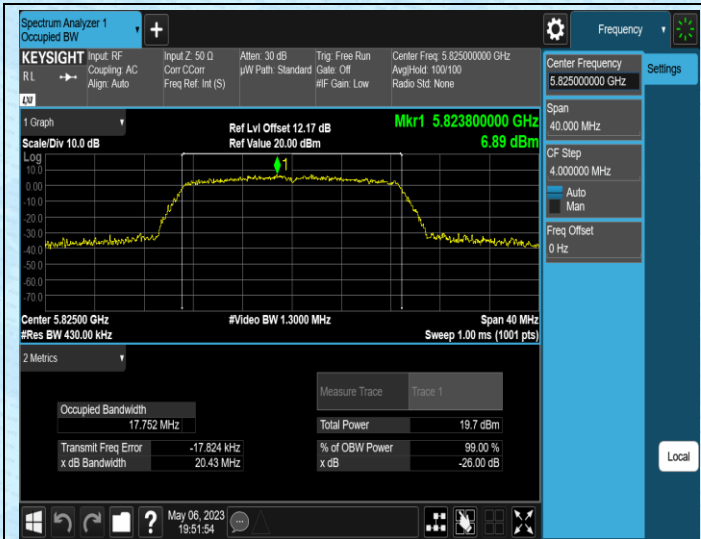 Spectrum Analyzer 1
Occupied BW
+
Frequency
KEYSIGHT Input: RF
RL
Coupling: AC
Align: Auto
LNI
Input Z: 50 Ω
Corr CCorr
Freq Ref: Int (S)
Atten: 30 dB
µW Path: Standard
Trig: Free Run
Gate: Off
#IF Gain: Low
Center Freq: 5.825000000 GHz
Avg|Hold: 100/100
Radio Std: None
Center Frequency
5.825000000 GHz
Settings
Span
40.000 MHz
CF Step
4.000000 MHz
Auto
Man
Freq Offset
0 Hz
1 Graph
Scale/Div 10.0 dB
Ref Lvl Offset 12.17 dB
Ref Value 20.00 dBm
Mkr1 5.823800000 GHz
6.89 dBm
Log
10.0
0.00
-10.0
-20.0
-30.0
-40.0
-50.0
-60.0
-70.0
1
Center 5.82500 GHz
#Res BW 430.00 kHz
#Video BW 1.3000 MHz
Span 40 MHz
Sweep 1.00 ms (1001 pts)
2 Metrics
Measure Trace Trace 1
Occupied Bandwidth
17.752 MHz
Total Power 19.7 dBm
Transmit Freq Error -17.824 kHz
% of OBW Power 99.00 %
x dB Bandwidth 20.43 MHz
x dB -26.00 dB
Local
?
May 06, 2023
19:51:54